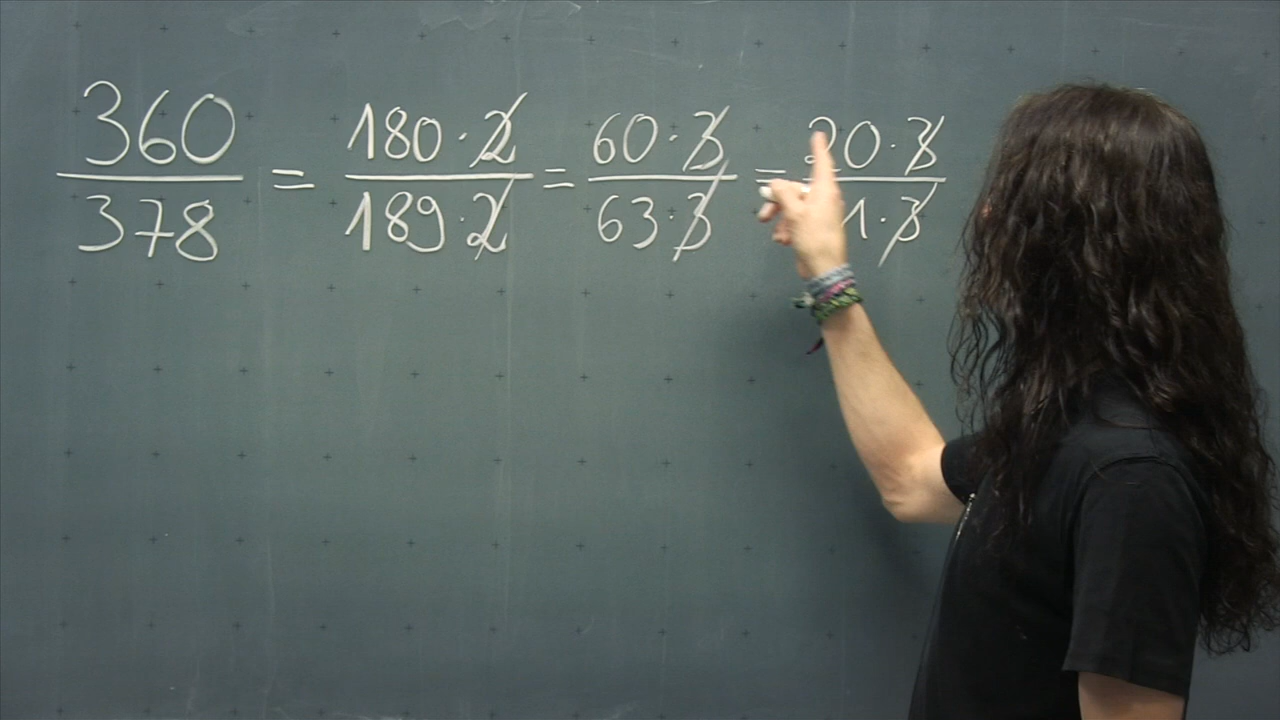 360/378 = 180·2/189·2 = 60·3/63·3 = 20·3/1·3